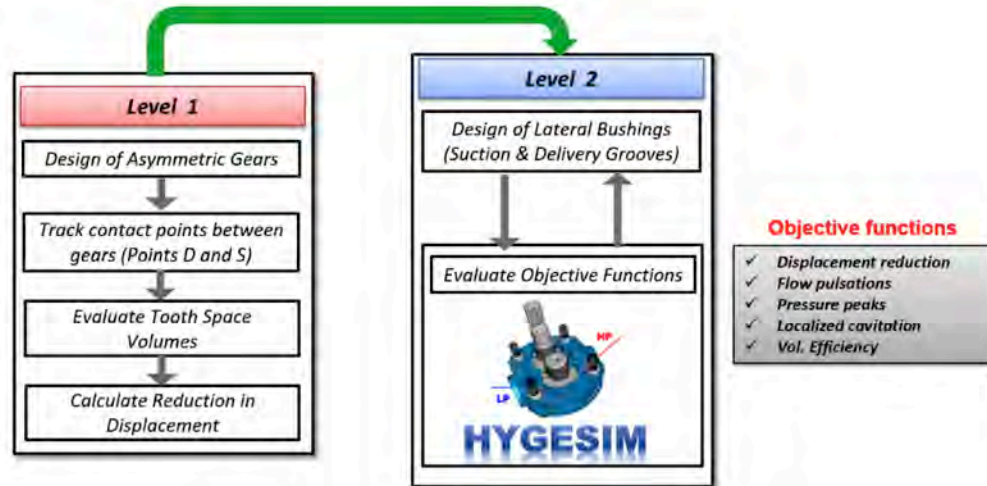 Level 1
Design of Asymmetric Gears
Track contact points between
gears (Points D and S)
Evaluate Tooth Space
Volumes
Calculate Reduction in
Displacement
Level 2
Design of Lateral Bushings
(Suction & Delivery Grooves)
Evaluate Objective Functions
HP
LP
HYGESIM
Objective functions
✓ Displacement reduction
✓ Flow pulsations
✓ Pressure peaks
✓ Localized cavitation
✓ Vol. Efficiency